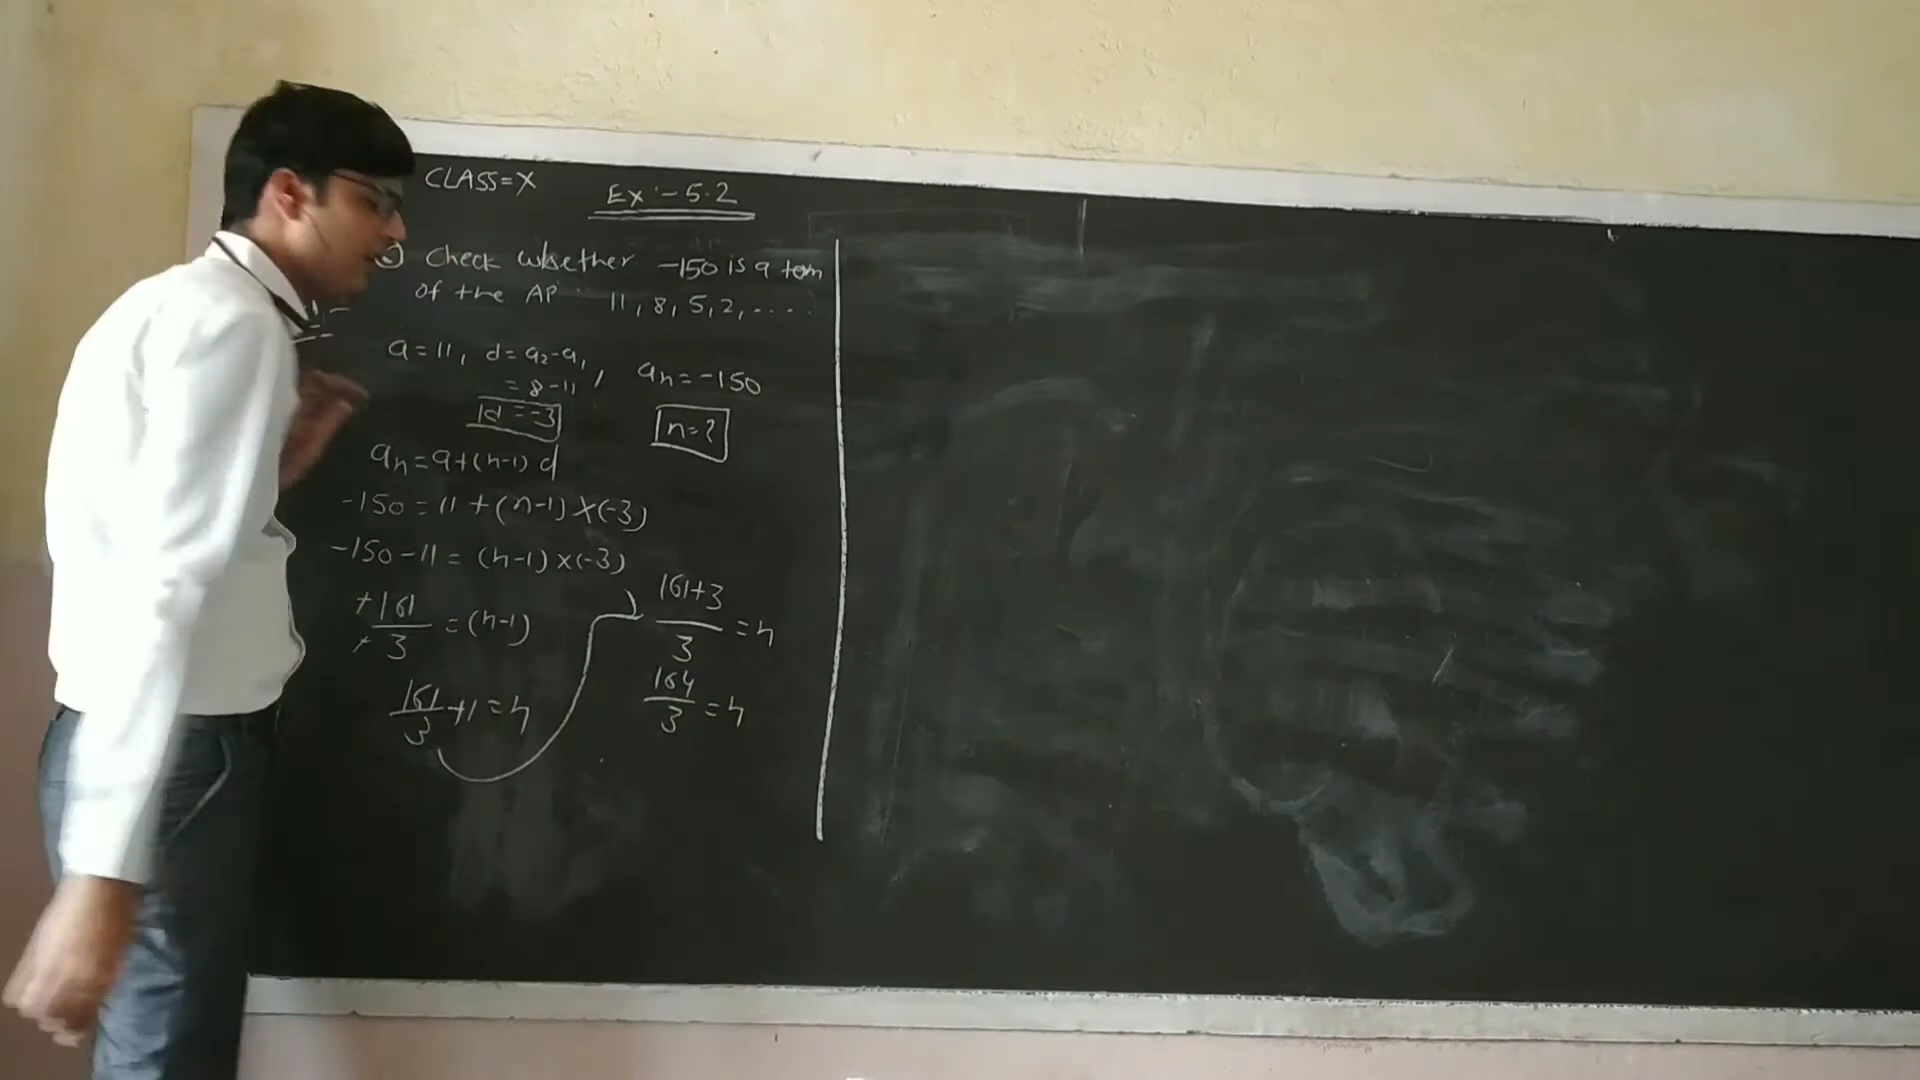 CLASS=X
Ex :- 5.2
Check whether -150 is a term
of the AP 11, 8, 5, 2, ....
a = 11, d = a2-a1, an = -150
= 8-11
d = -3
n = ?
an = a+(n-1) d
-150 = 11 + (n-1) X (-3)
-150 - 11 = (n-1) x (-3)
161
3
= (n-1)
161
3
+1 = n
161+3
3
= n
164
3
= n